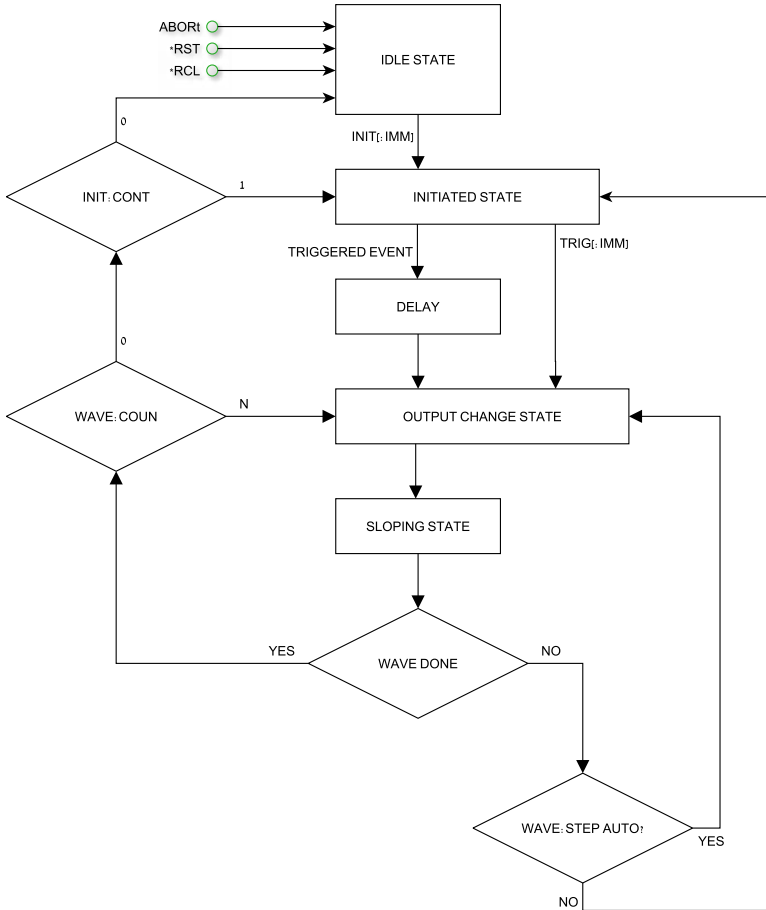 ABORt
*RST
*RCL
IDLE STATE
0
INIT[:IMM]
INIT:CONT
1
INITIATED STATE
TRIGGERED EVENT
TRIG[:IMM]
DELAY
0
WAVE:COUN
N
OUTPUT CHANGE STATE
SLOPING STATE
YES
WAVE DONE
NO
WAVE:STEP AUTO?
YES
NO